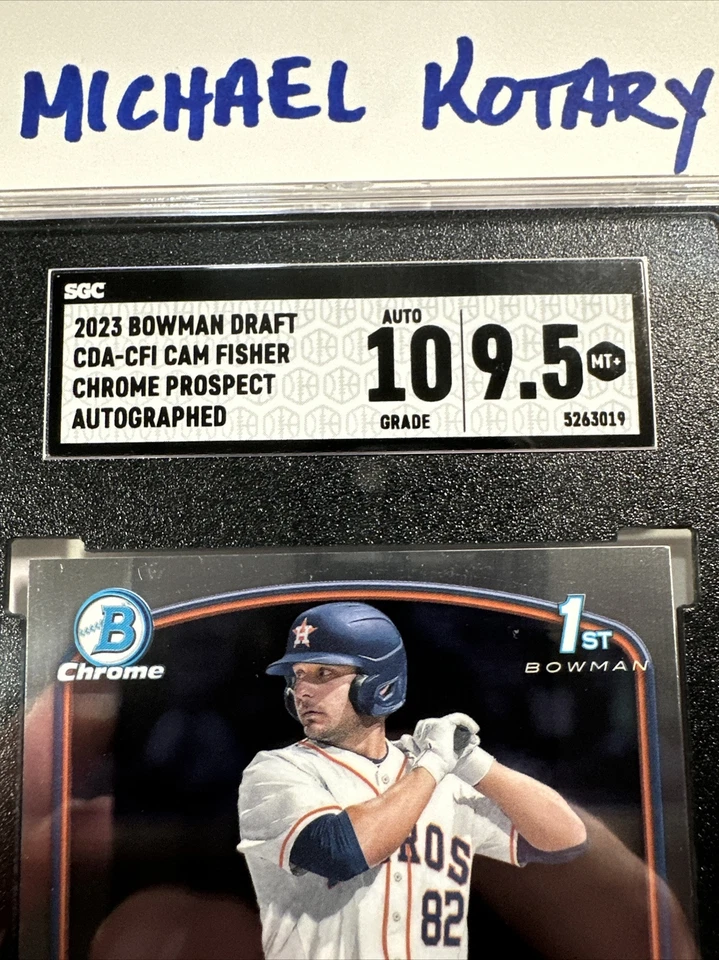 MICHAEL KOTARY
SGC
2023 BOWMAN DRAFT
CDA-CFI CAM FISHER
CHROME PROSPECT
AUTOGRAPHED
AUTO
10
GRADE
9.5
MT+
5263019
B
Chrome
1ST
BOWMAN
H
ROS
82